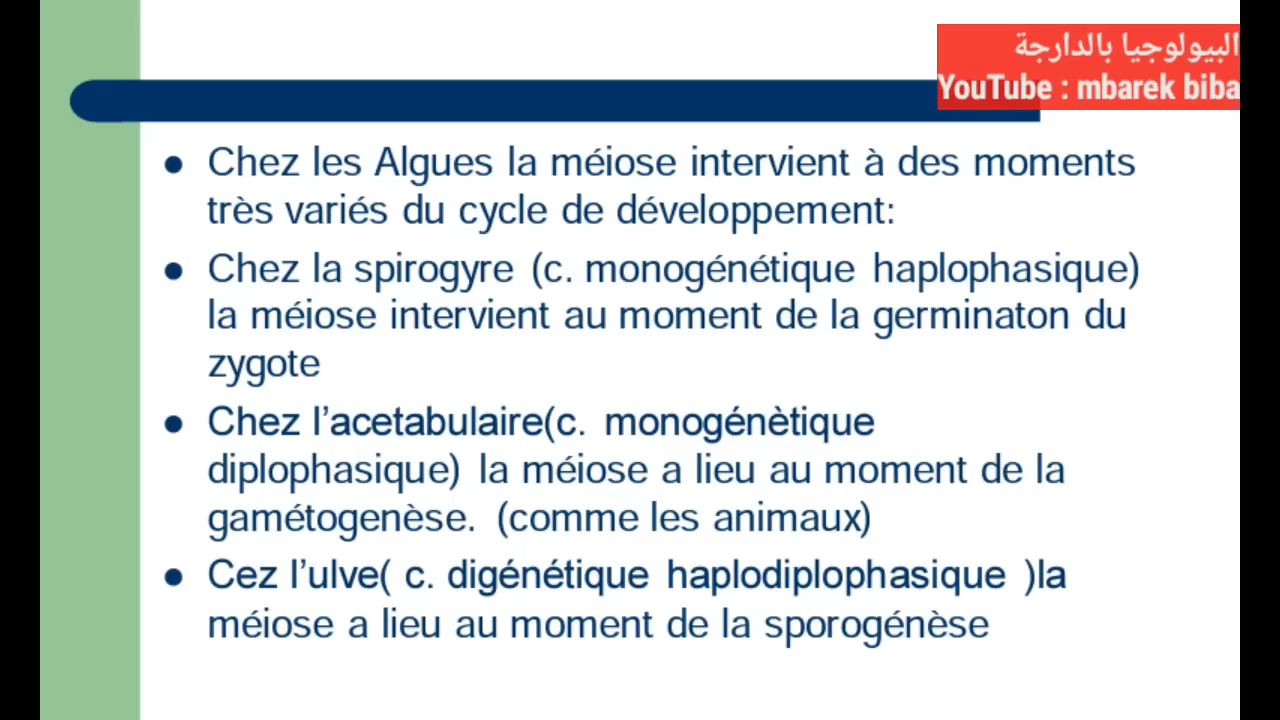 البيولوجيا بالدارجة
YouTube : mbarek biba
Chez les Algues la méiose intervient à des moments
très variés du cycle de développement:
Chez la spirogyre (c. monogénétique haplophasique)
la méiose intervient au moment de la germinaton du
zygote
Chez l’acetabulaire(c. monogénètique
diplophasique) la méiose a lieu au moment de la
gamétogenèse. (comme les animaux)
Cez l’ulve( c. digénétique haplodiplophasique )la
méiose a lieu au moment de la sporogénèse